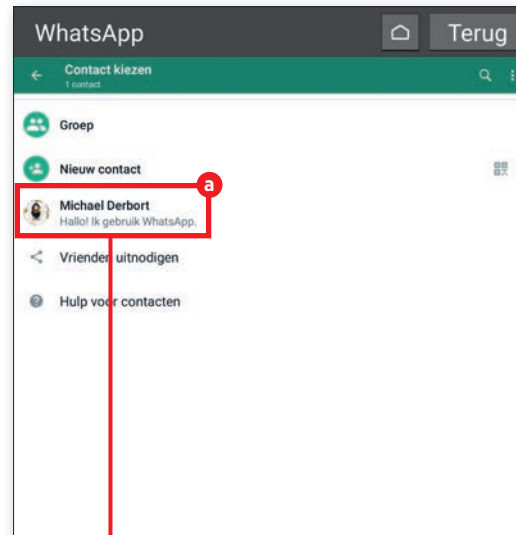 WhatsApp
Terug
Contact kiezen
1 contact
Groep
Nieuw contact
a
Michael Derbort
Hallo! Ik gebruik WhatsApp.
Vrienden uitnodigen
Hulp voor contacten